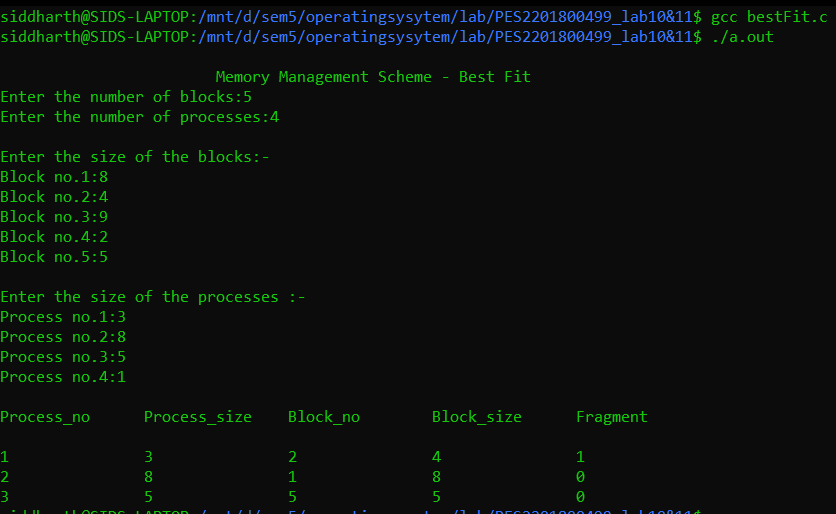 siddharth@SIDS-LAPTOP:/mnt/d/sem5/operatingsysytem/lab/PES2201800499_lab10&11$ gcc bestFit.c
siddharth@SIDS-LAPTOP:/mnt/d/sem5/operatingsysytem/lab/PES2201800499_lab10&11$ ./a.out
Memory Management Scheme - Best Fit
Enter the number of blocks:5
Enter the number of processes:4
Enter the size of the blocks:-
Block no.1:8
Block no.2:4
Block no.3:9
Block no.4:2
Block no.5:5
Enter the size of the processes :-
Process no.1:3
Process no.2:8
Process no.3:5
Process no.4:1
Process_no Process_size Block_no Block_size Fragment
1 3 2 4 1
2 8 1 8 0
3 5 5 5 0
siddharth@SIDS-LAPTOP:/mnt/d/sem5/operatingsysytem/lab/PES2201800499_lab10&11$